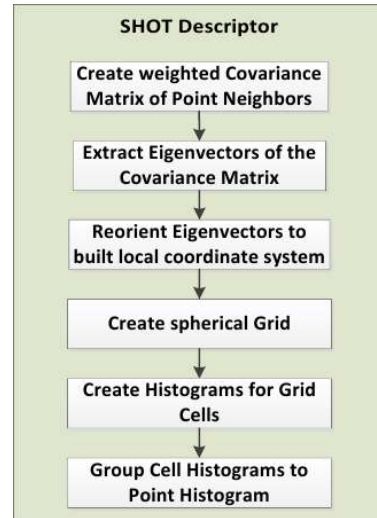 SHOT Descriptor
Create weighted Covariance
Matrix of Point Neighbors
Extract Eigenvectors of the
Covariance Matrix
Reorient Eigenvectors to
built local coordinate system
Create spherical Grid
Create Histograms for Grid
Cells
Group Cell Histograms to
Point Histogram